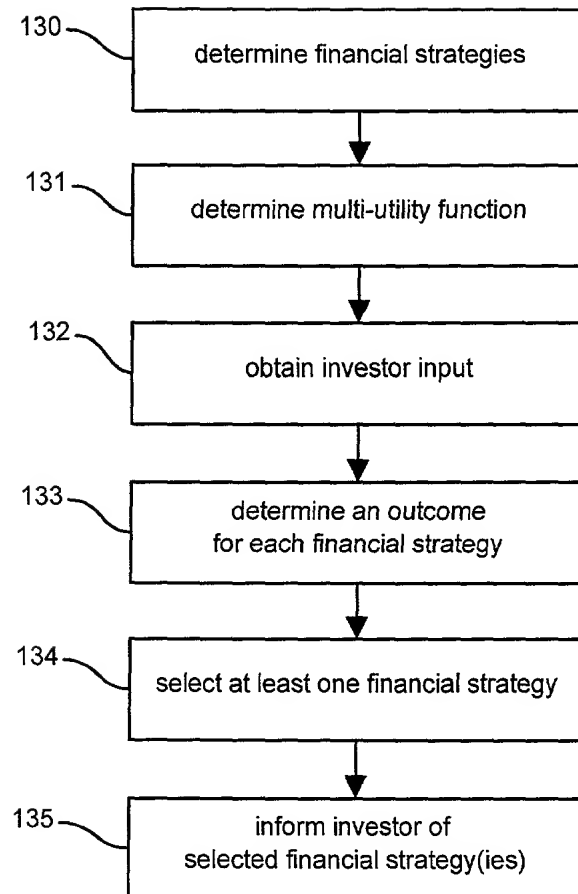 130
determine financial strategies
131
determine multi-utility function
132
obtain investor input
133
determine an outcome
for each financial strategy
134
select at least one financial strategy
135
inform investor of
selected financial strategy(ies)